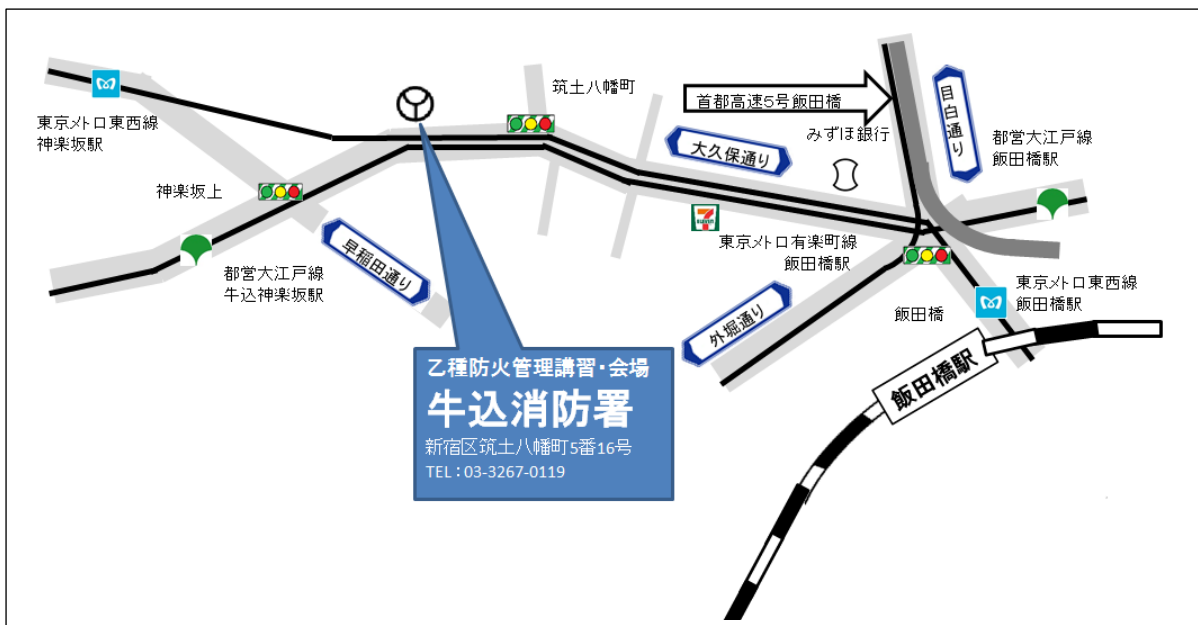 筑土八幡町
首都高速5号飯田橋
目白通り
東京メトロ東西線
神楽坂駅
みずほ銀行
都営大江戸線
飯田橋駅
大久保通り
神楽坂上
7
ELEVEN
東京メトロ有楽町線
飯田橋駅
早稲田通り
都営大江戸線
牛込神楽坂駅
東京メトロ東西線
飯田橋駅
飯田橋
外堀通り
乙種防火管理講習・会場
牛込消防署
新宿区筑土八幡町5番16号
TEL:03-3267-0119
飯田橋駅